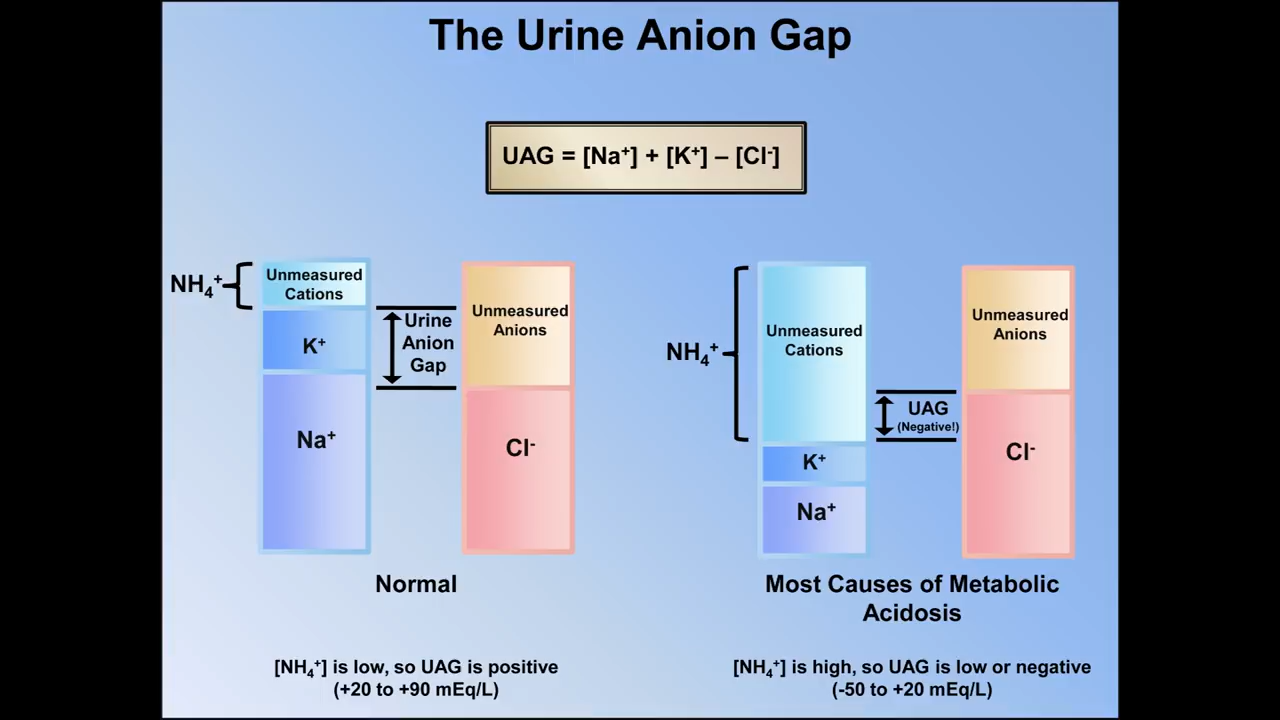 The Urine Anion Gap
UAG = [Na⁺] + [K⁺] – [Cl⁻]
NH₄⁺
Unmeasured
Cations
K⁺
Na⁺
Urine
Anion
Gap
Unmeasured
Anions
Cl⁻
Normal
[NH₄⁺] is low, so UAG is positive
(+20 to +90 mEq/L)
NH₄⁺
Unmeasured
Cations
K⁺
Na⁺
UAG
(Negative!)
Unmeasured
Anions
Cl⁻
Most Causes of Metabolic
Acidosis
[NH₄⁺] is high, so UAG is low or negative
(-50 to +20 mEq/L)